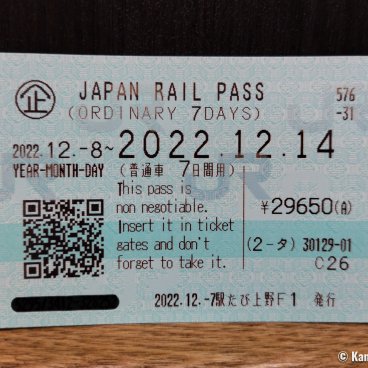 企 JAPAN RAIL PASS 576
(ORDINARY 7DAYS) -31
2022.12.-8~2022.12.14
YEAR-MONTH-DAY (普通車 7日間用)
This pass is
non negotiable. ¥29650(A)
Insert it in ticket
gates and don't (2-タ) 30129-01
forget to take it. C26
2022.12.-7駅たび上野F1 発行
© Kan